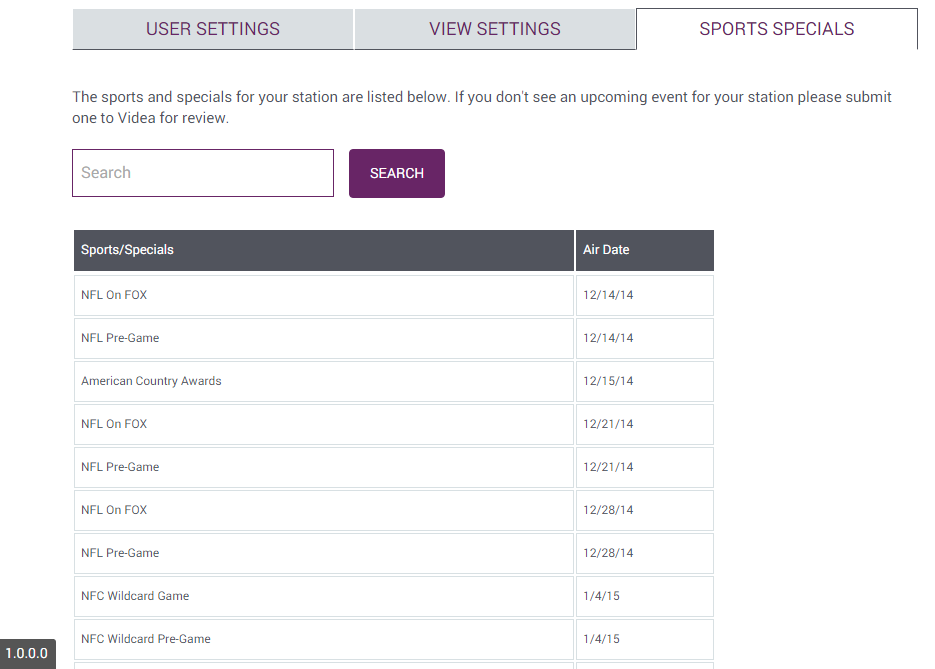 USER SETTINGS VIEW SETTINGS SPORTS SPECIALS
The sports and specials for your station are listed below. If you don't see an upcoming event for your station please submit
one to Videa for review.
Search SEARCH
Sports/Specials Air Date
NFL On FOX 12/14/14
NFL Pre-Game 12/14/14
American Country Awards 12/15/14
NFL On FOX 12/21/14
NFL Pre-Game 12/21/14
NFL On FOX 12/28/14
NFL Pre-Game 12/28/14
NFC Wildcard Game 1/4/15
NFC Wildcard Pre-Game 1/4/15
1.0.0.0